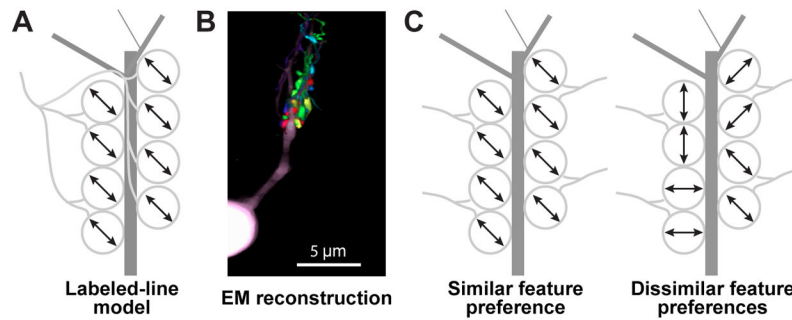 A
B
C
5 µm
Labeled-line
model
EM reconstruction
Similar feature
preference
Dissimilar feature
preferences